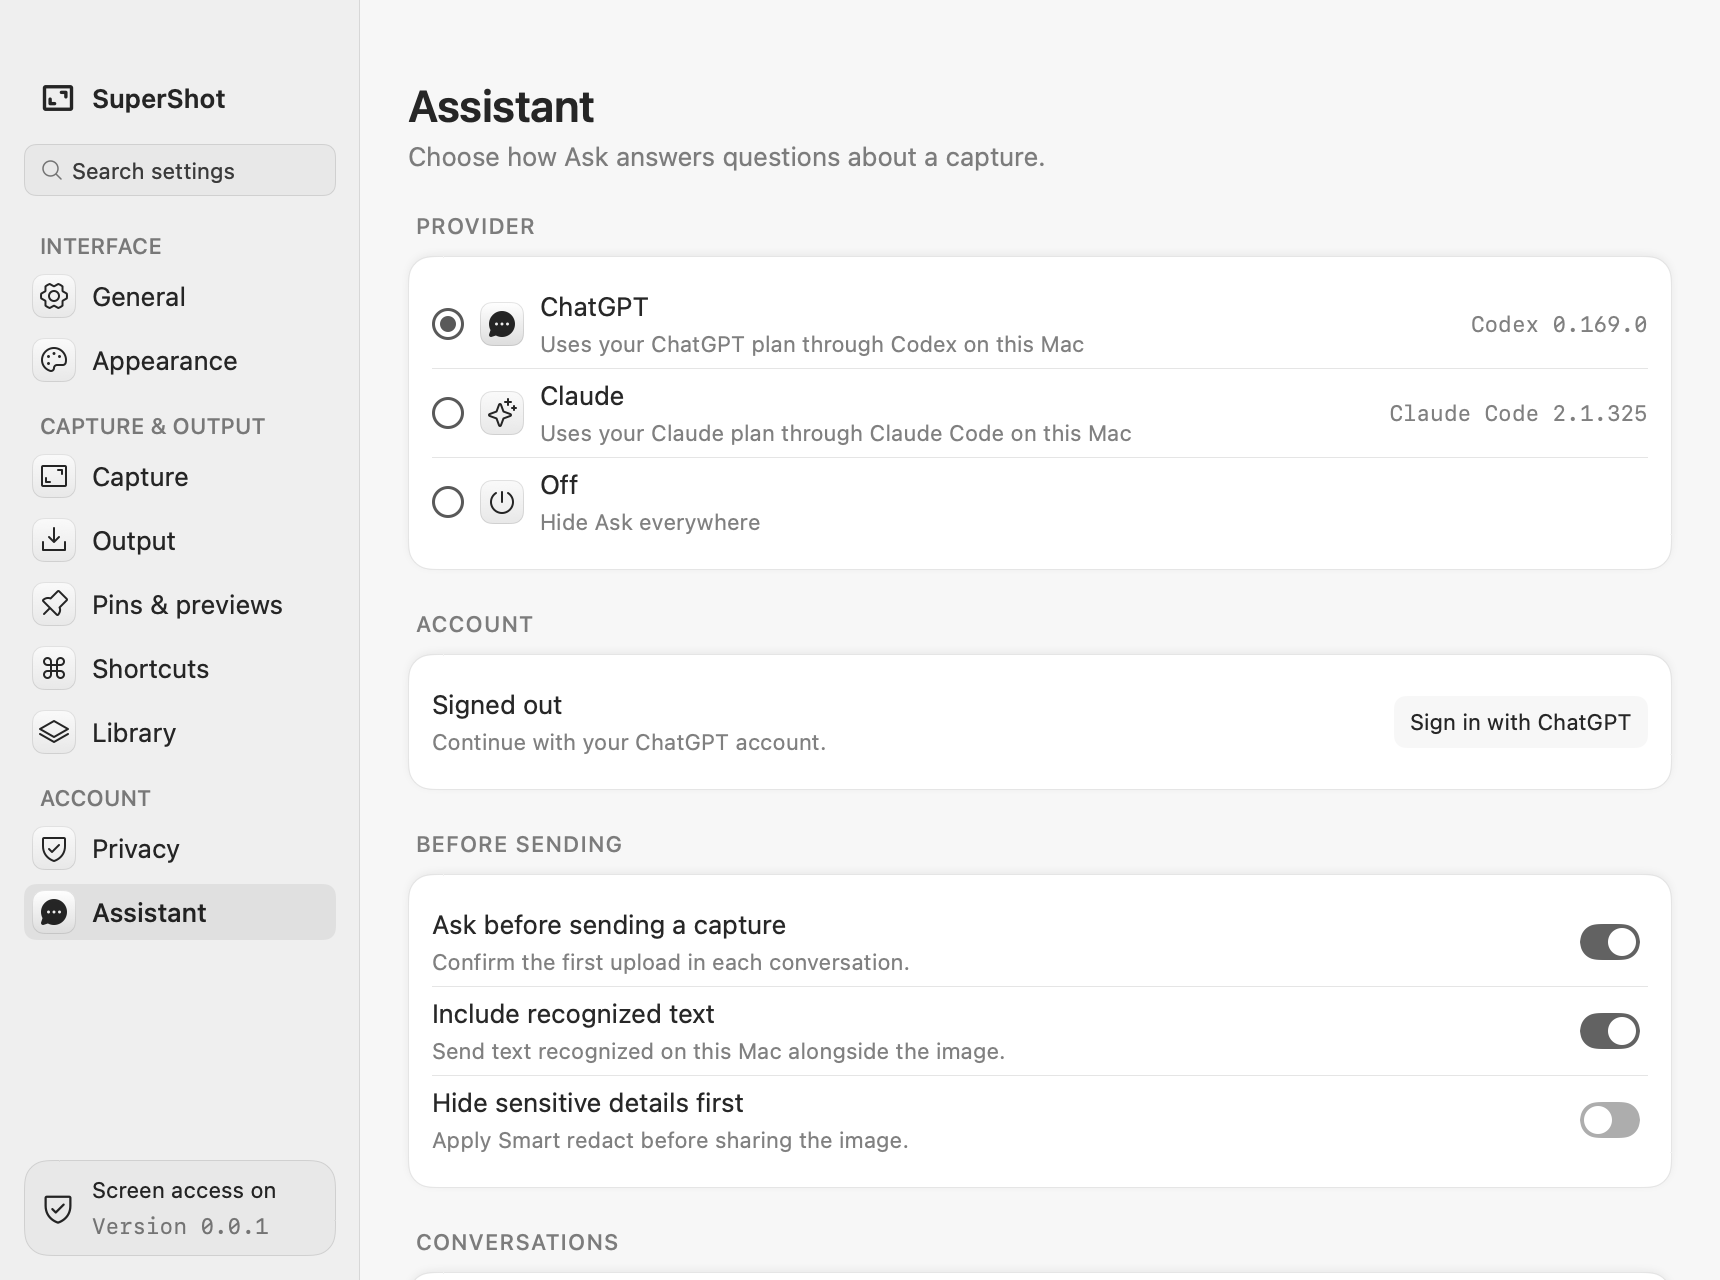 SuperShot
Search settings
INTERFACE
General
Appearance
CAPTURE & OUTPUT
Capture
Output
Pins & previews
Shortcuts
Library
ACCOUNT
Privacy
Assistant
Screen access on
Version 0.0.1
Assistant
Choose how Ask answers questions about a capture.
PROVIDER
ChatGPT
Uses your ChatGPT plan through Codex on this Mac
Codex 0.169.0
Claude
Uses your Claude plan through Claude Code on this Mac
Claude Code 2.1.325
Off
Hide Ask everywhere
ACCOUNT
Signed out
Continue with your ChatGPT account.
Sign in with ChatGPT
BEFORE SENDING
Ask before sending a capture
Confirm the first upload in each conversation.
Include recognized text
Send text recognized on this Mac alongside the image.
Hide sensitive details first
Apply Smart redact before sharing the image.
CONVERSATIONS